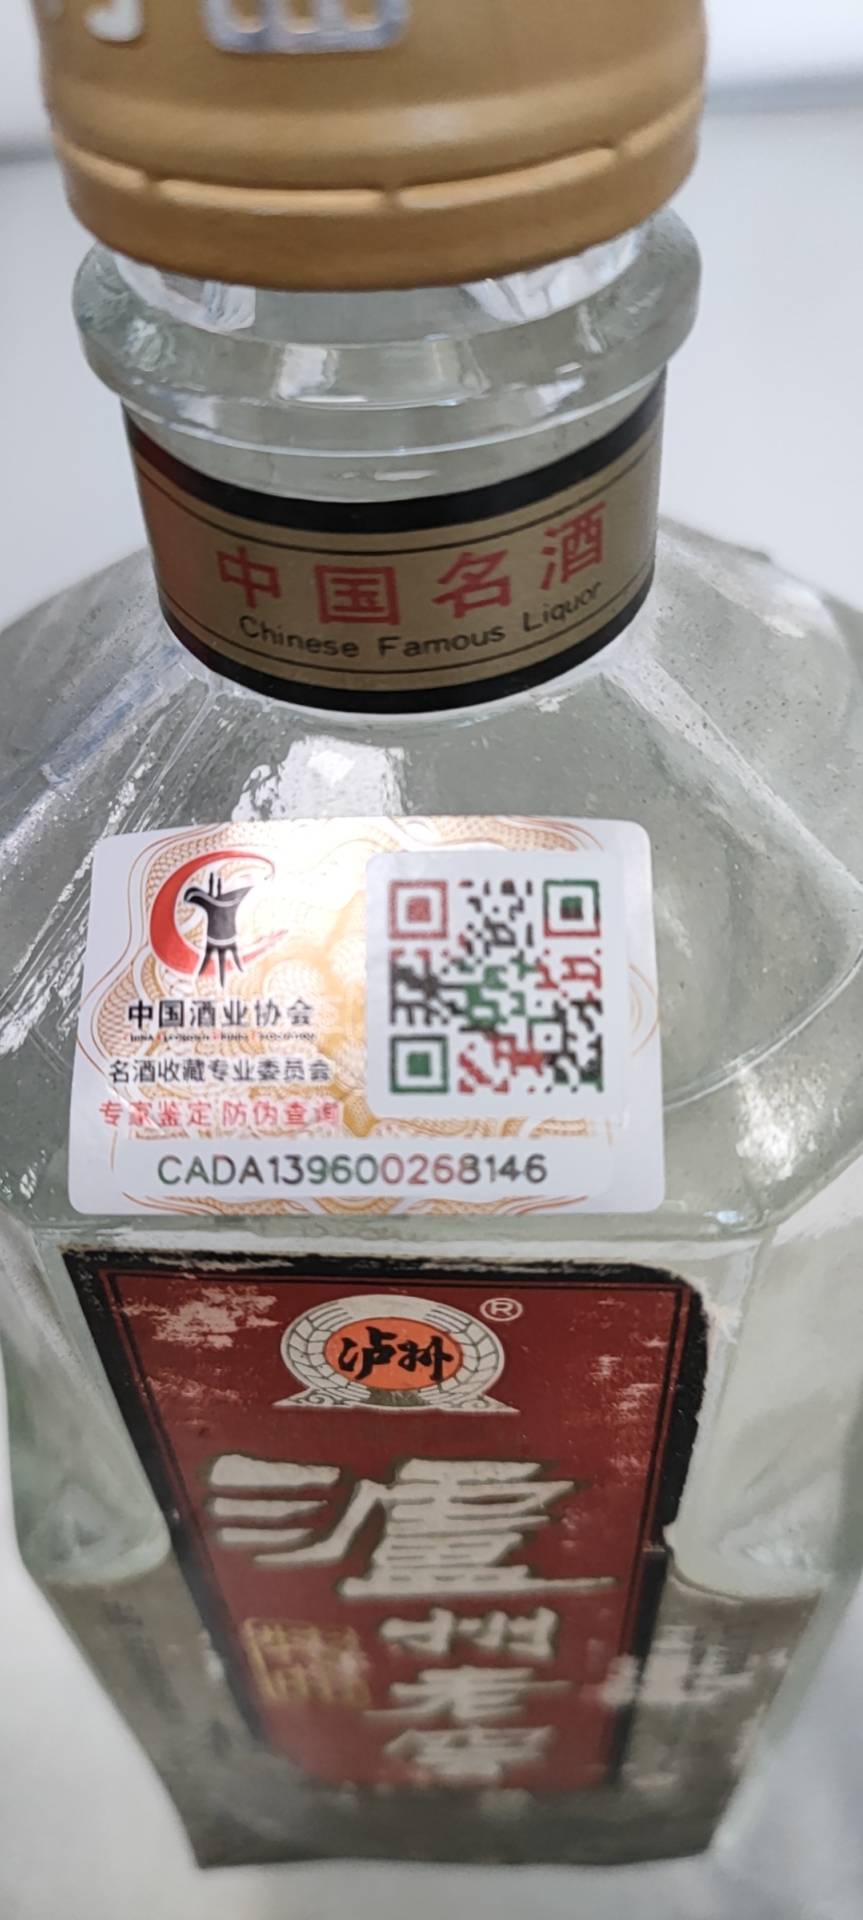 中国名酒
Chinese Famous Liquor
中国酒业协会
名酒收藏专业委员会
专家鉴定 防伪查询
CADA139600268146
泸州
®
瀘
州
老
窖